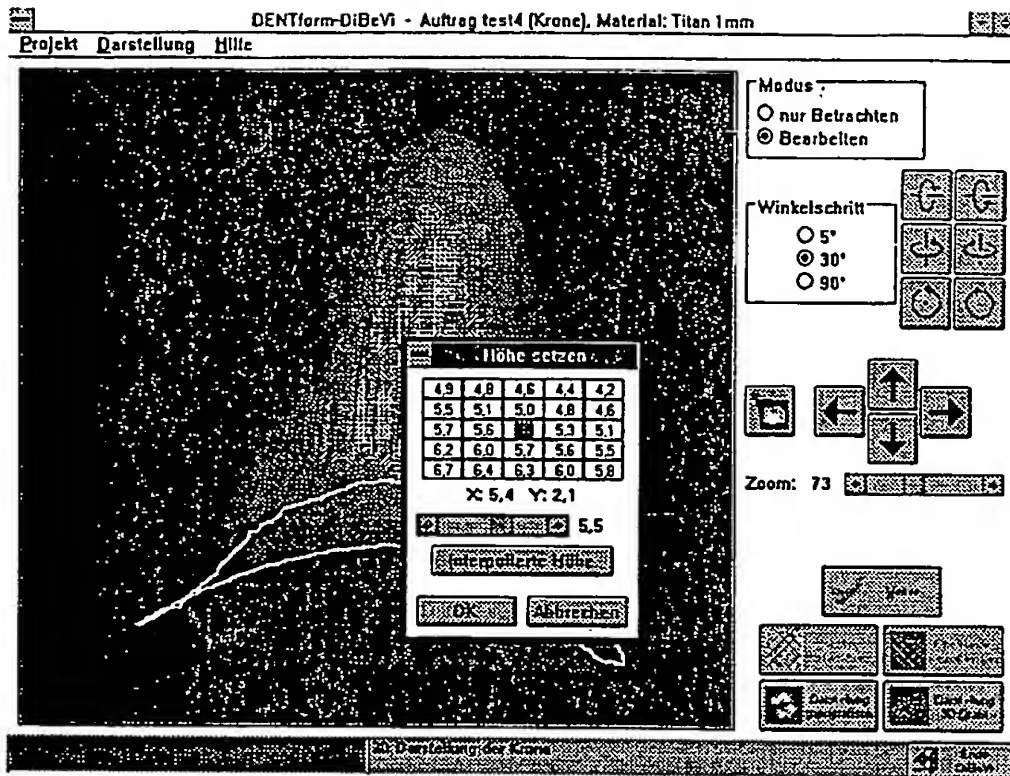 DENTform-DiBeVi - Auftrag test4 (Krone), Material: Titan 1mm
Projekt Darstellung Hilfe
Modus
nur Betrachten
Bearbeiten
Winkelschritt
5°
30°
90°
Höhe setzen
4,9 4,8 4,6 4,4 4,2
5,5 5,1 5,0 4,8 4,6
5,7 5,6 5,3 5,1
6,2 6,0 5,7 5,6 5,5
6,7 6,4 6,3 6,0 5,8
X: 5,4 Y: 2,1
5,5
Interpolierte Höhe
OK Abbrechen
Zoom: 73
3D-Darstellung der Krone
Ende
DiBeVi